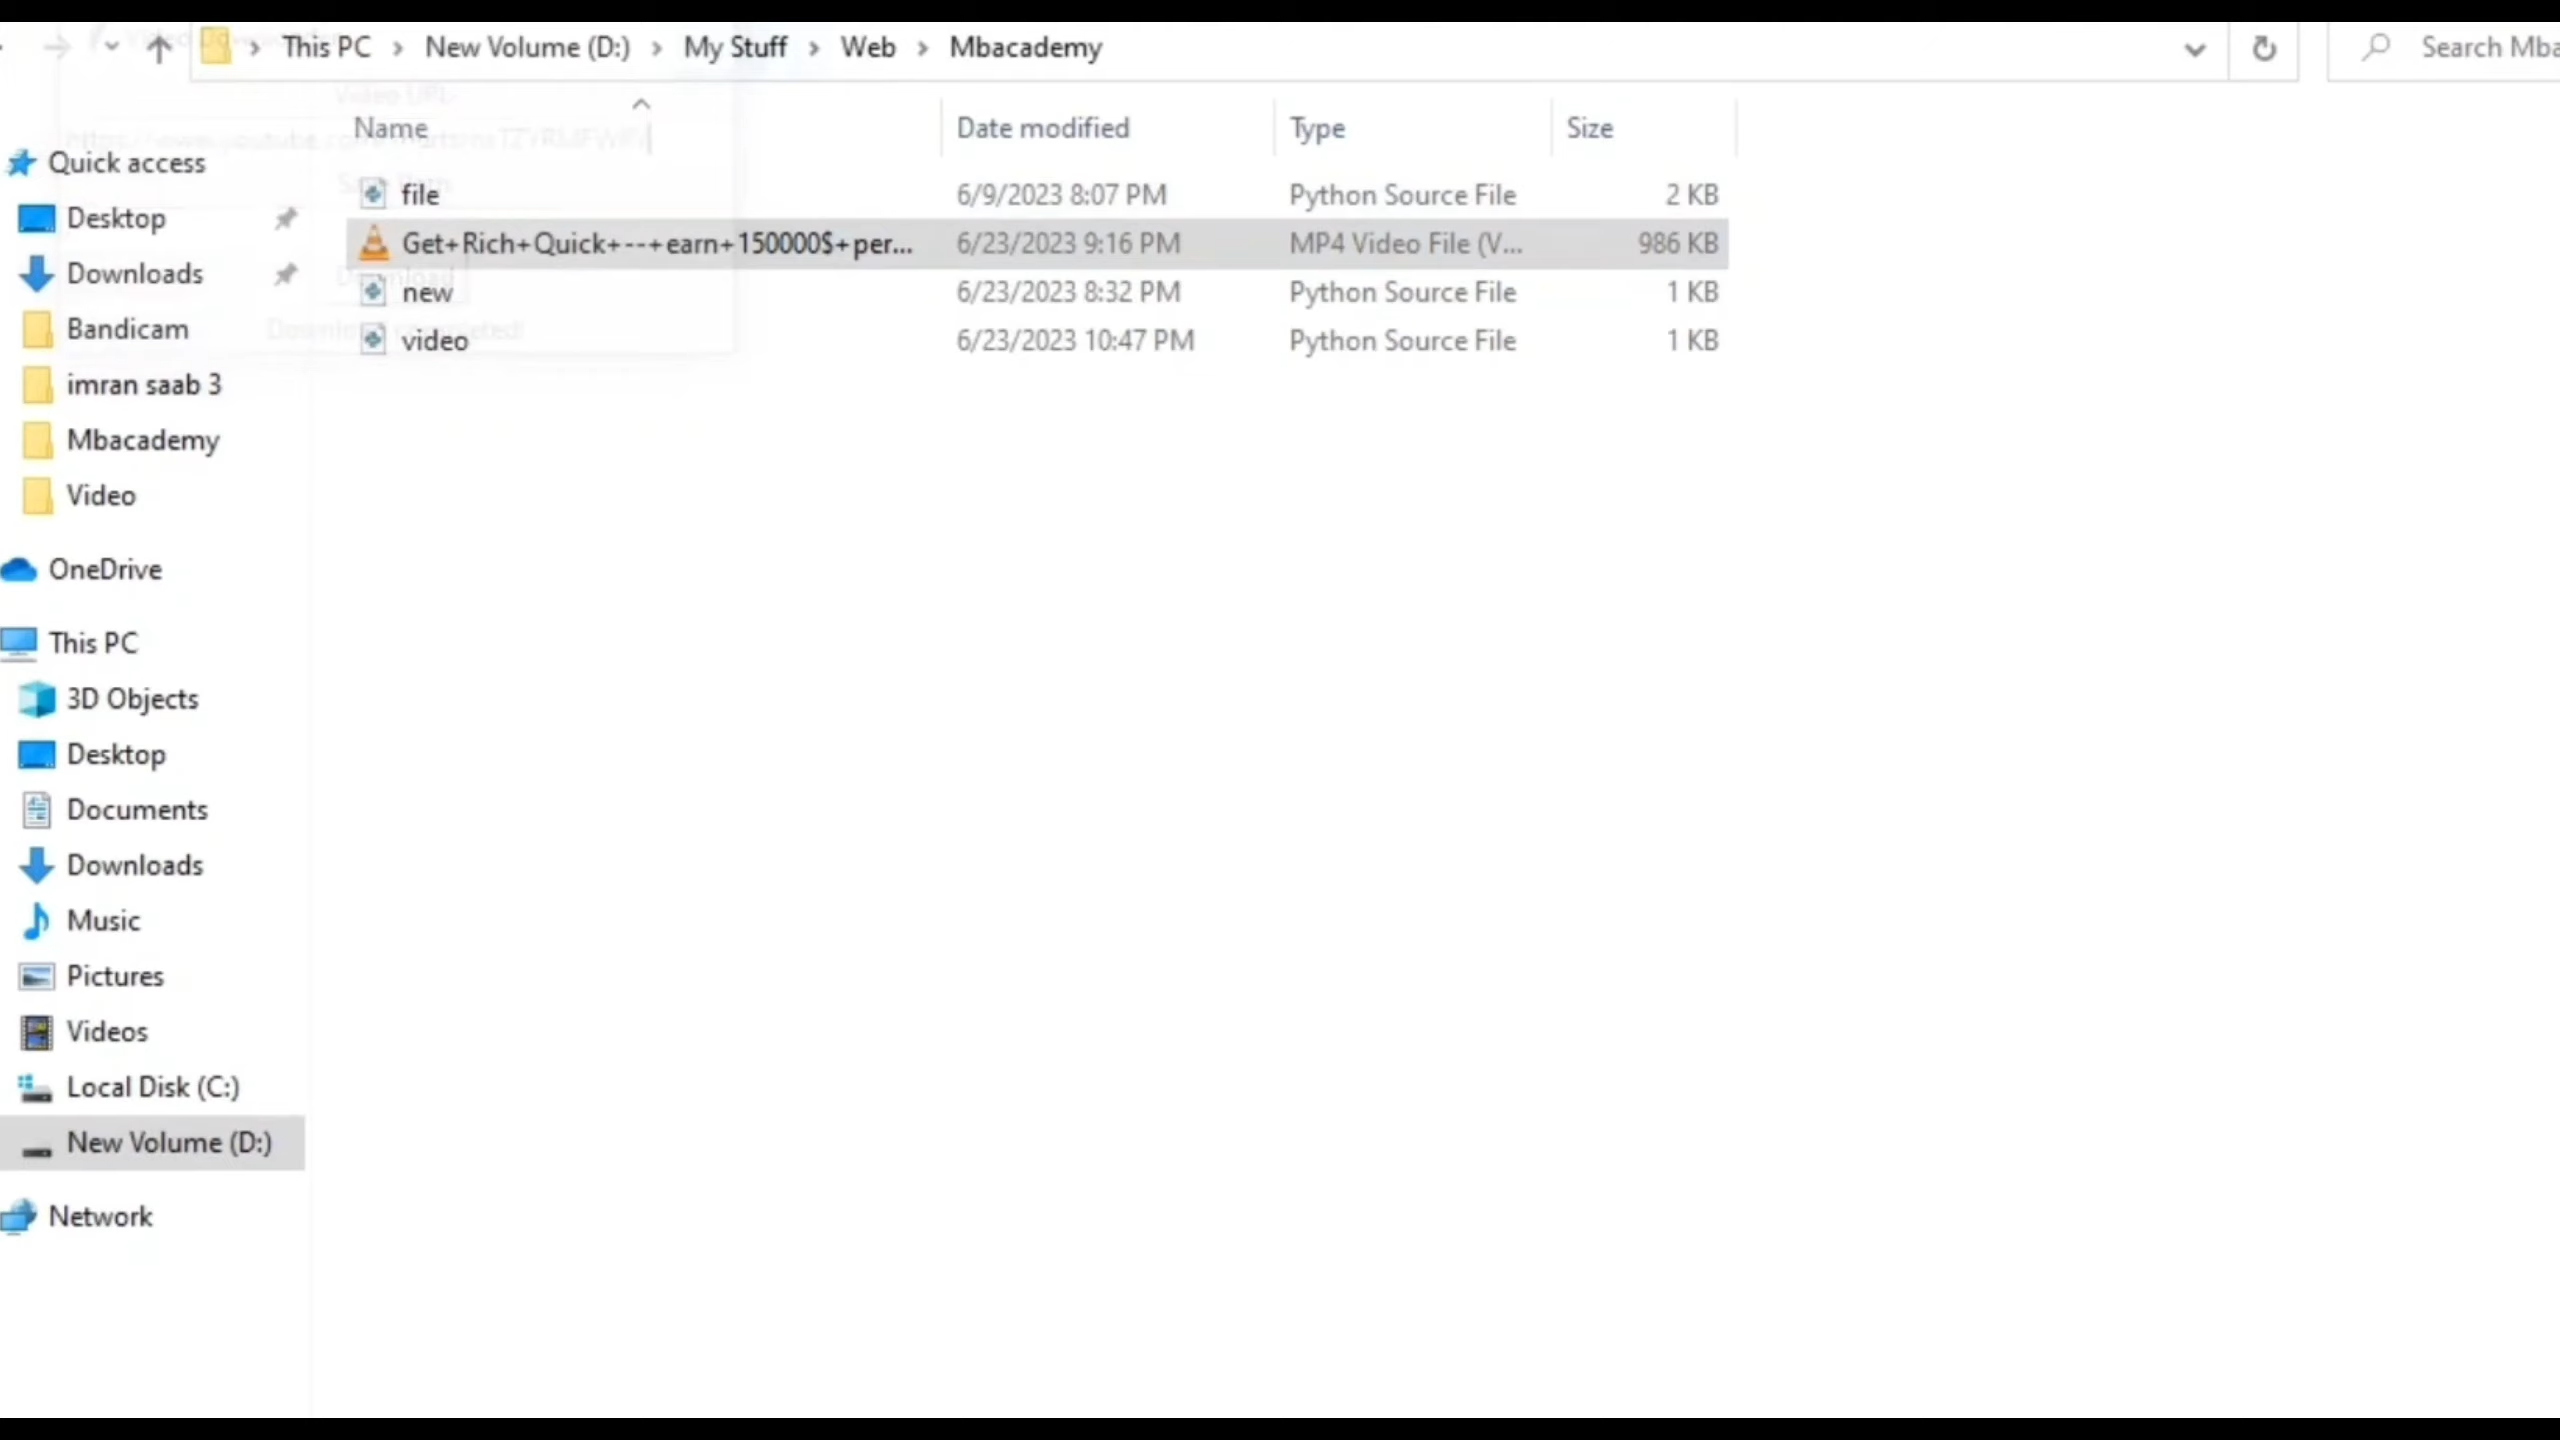 This PC > New Volume (D:) > My Stuff > Web > Mbacademy
Search Mba
Name Date modified Type Size
file 6/9/2023 8:07 PM Python Source File 2 KB
Get+Rich+Quick+--+earn+150000$+per... 6/23/2023 9:16 PM MP4 Video File (V... 986 KB
new 6/23/2023 8:32 PM Python Source File 1 KB
video 6/23/2023 10:47 PM Python Source File 1 KB
Quick access
Desktop
Downloads
Bandicam
imran saab 3
Mbacademy
Video
OneDrive
This PC
3D Objects
Desktop
Documents
Downloads
Music
Pictures
Videos
Local Disk (C:)
New Volume (D:)
Network
Video URL: